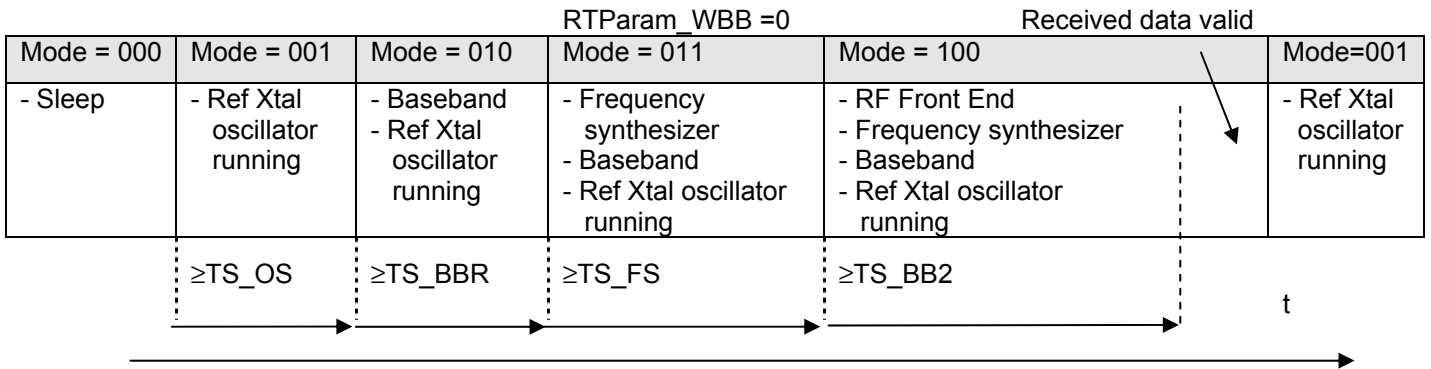 RTParam_WBB =0 Received data valid
Mode = 000 Mode = 001 Mode = 010 Mode = 011 Mode = 100 Mode=001
- Sleep
- Ref Xtal
oscillator
running
- Baseband
- Ref Xtal
oscillator
running
- Frequency
synthesizer
- Baseband
- Ref Xtal oscillator
running
- RF Front End
- Frequency synthesizer
- Baseband
- Ref Xtal oscillator
running
- Ref Xtal
oscillator
running
≥TS_OS ≥TS_BBR ≥TS_FS ≥TS_BB2
t